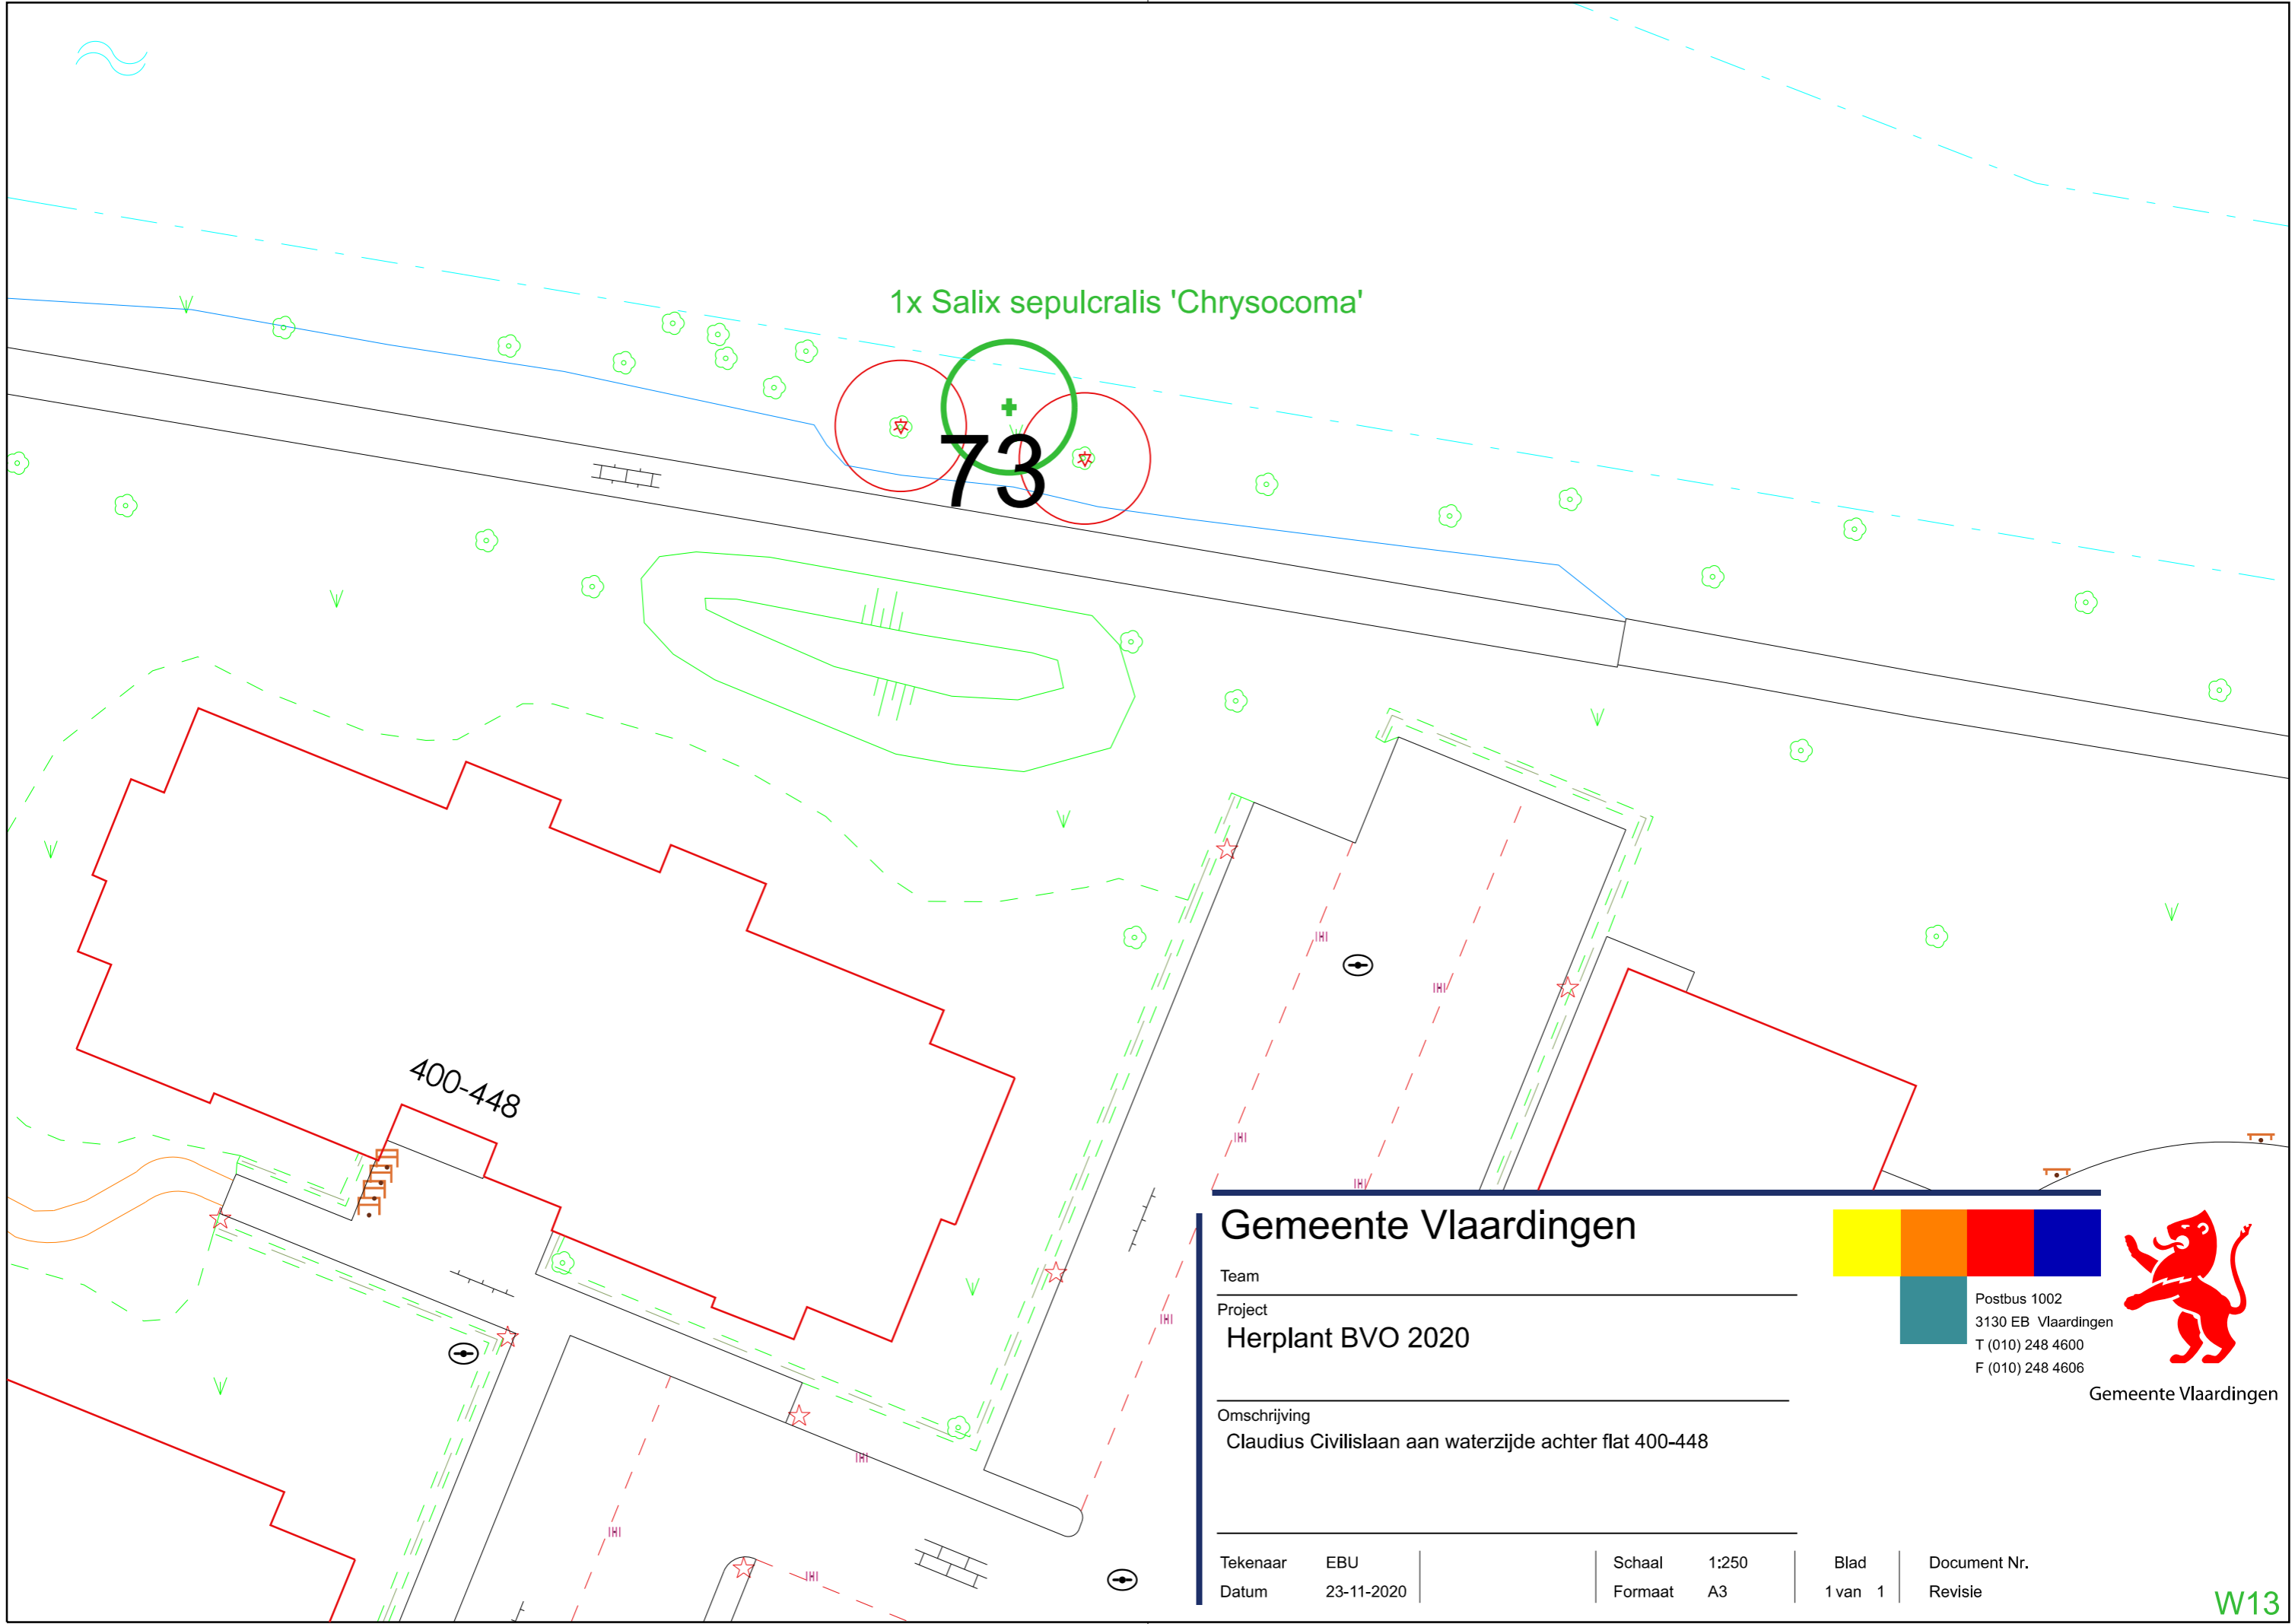 1x Salix sepulcralis 'Chrysocoma'
73
400-448
Gemeente Vlaardingen
Team
Project
Herplant BVO 2020
Postbus 1002
3130 EB Vlaardingen
T (010) 248 4600
F (010) 248 4606
Gemeente Vlaardingen
Omschrijving
Claudius Civilislaan aan waterzijde achter flat 400-448
Tekenaar EBU Schaal 1:250 Blad Document Nr.
Datum 23-11-2020 Formaat A3 1 van 1 Revisie
W13